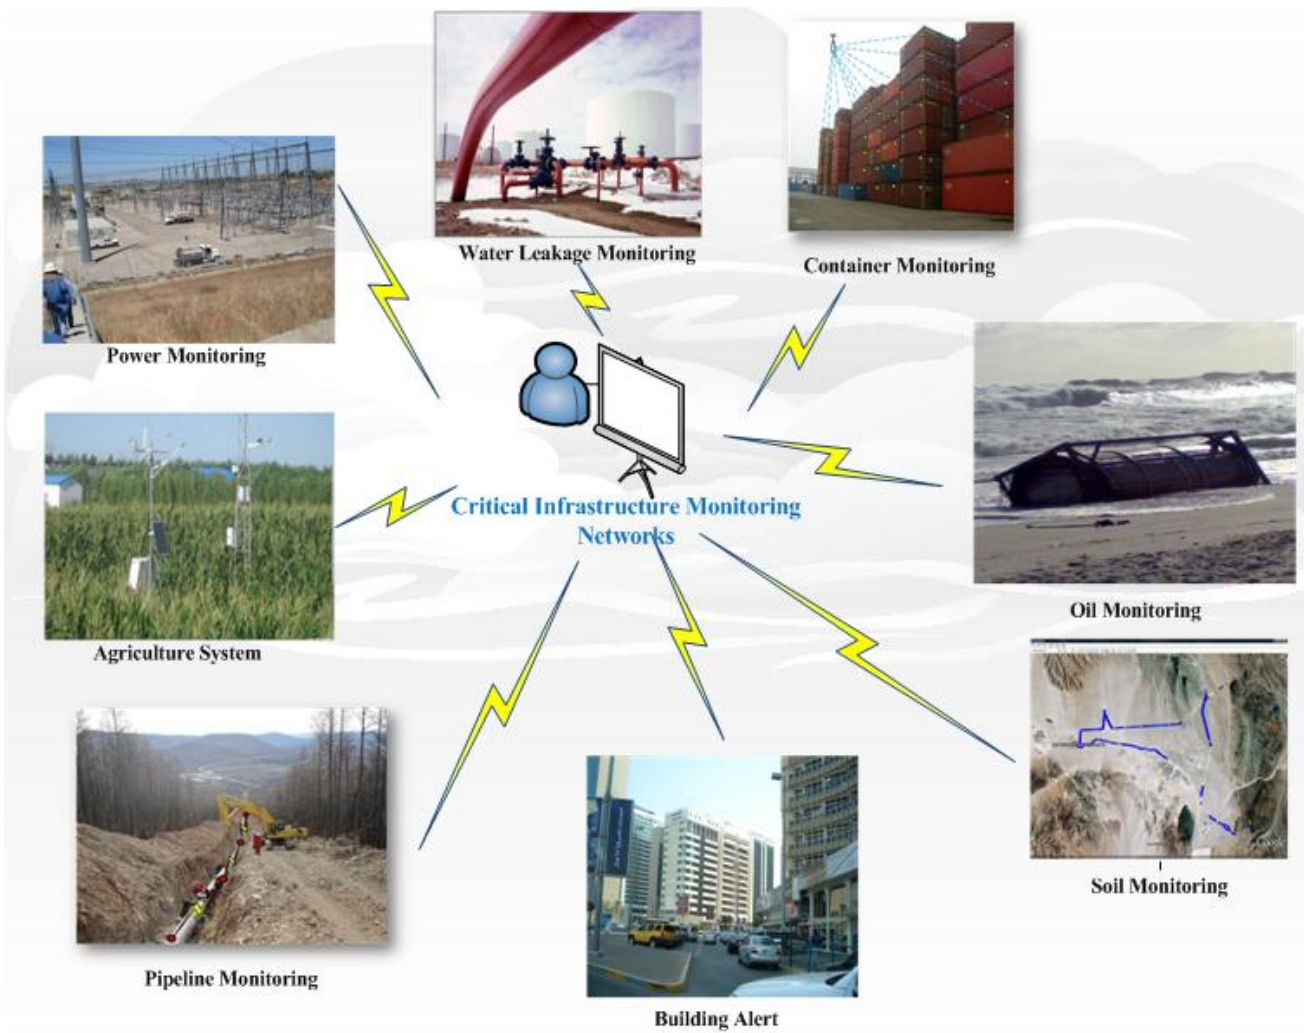 Water Leakage Monitoring
Container Monitoring
Power Monitoring
Critical Infrastructure Monitoring
Networks
Oil Monitoring
Agriculture System
Soil Monitoring
Pipeline Monitoring
Building Alert
Google